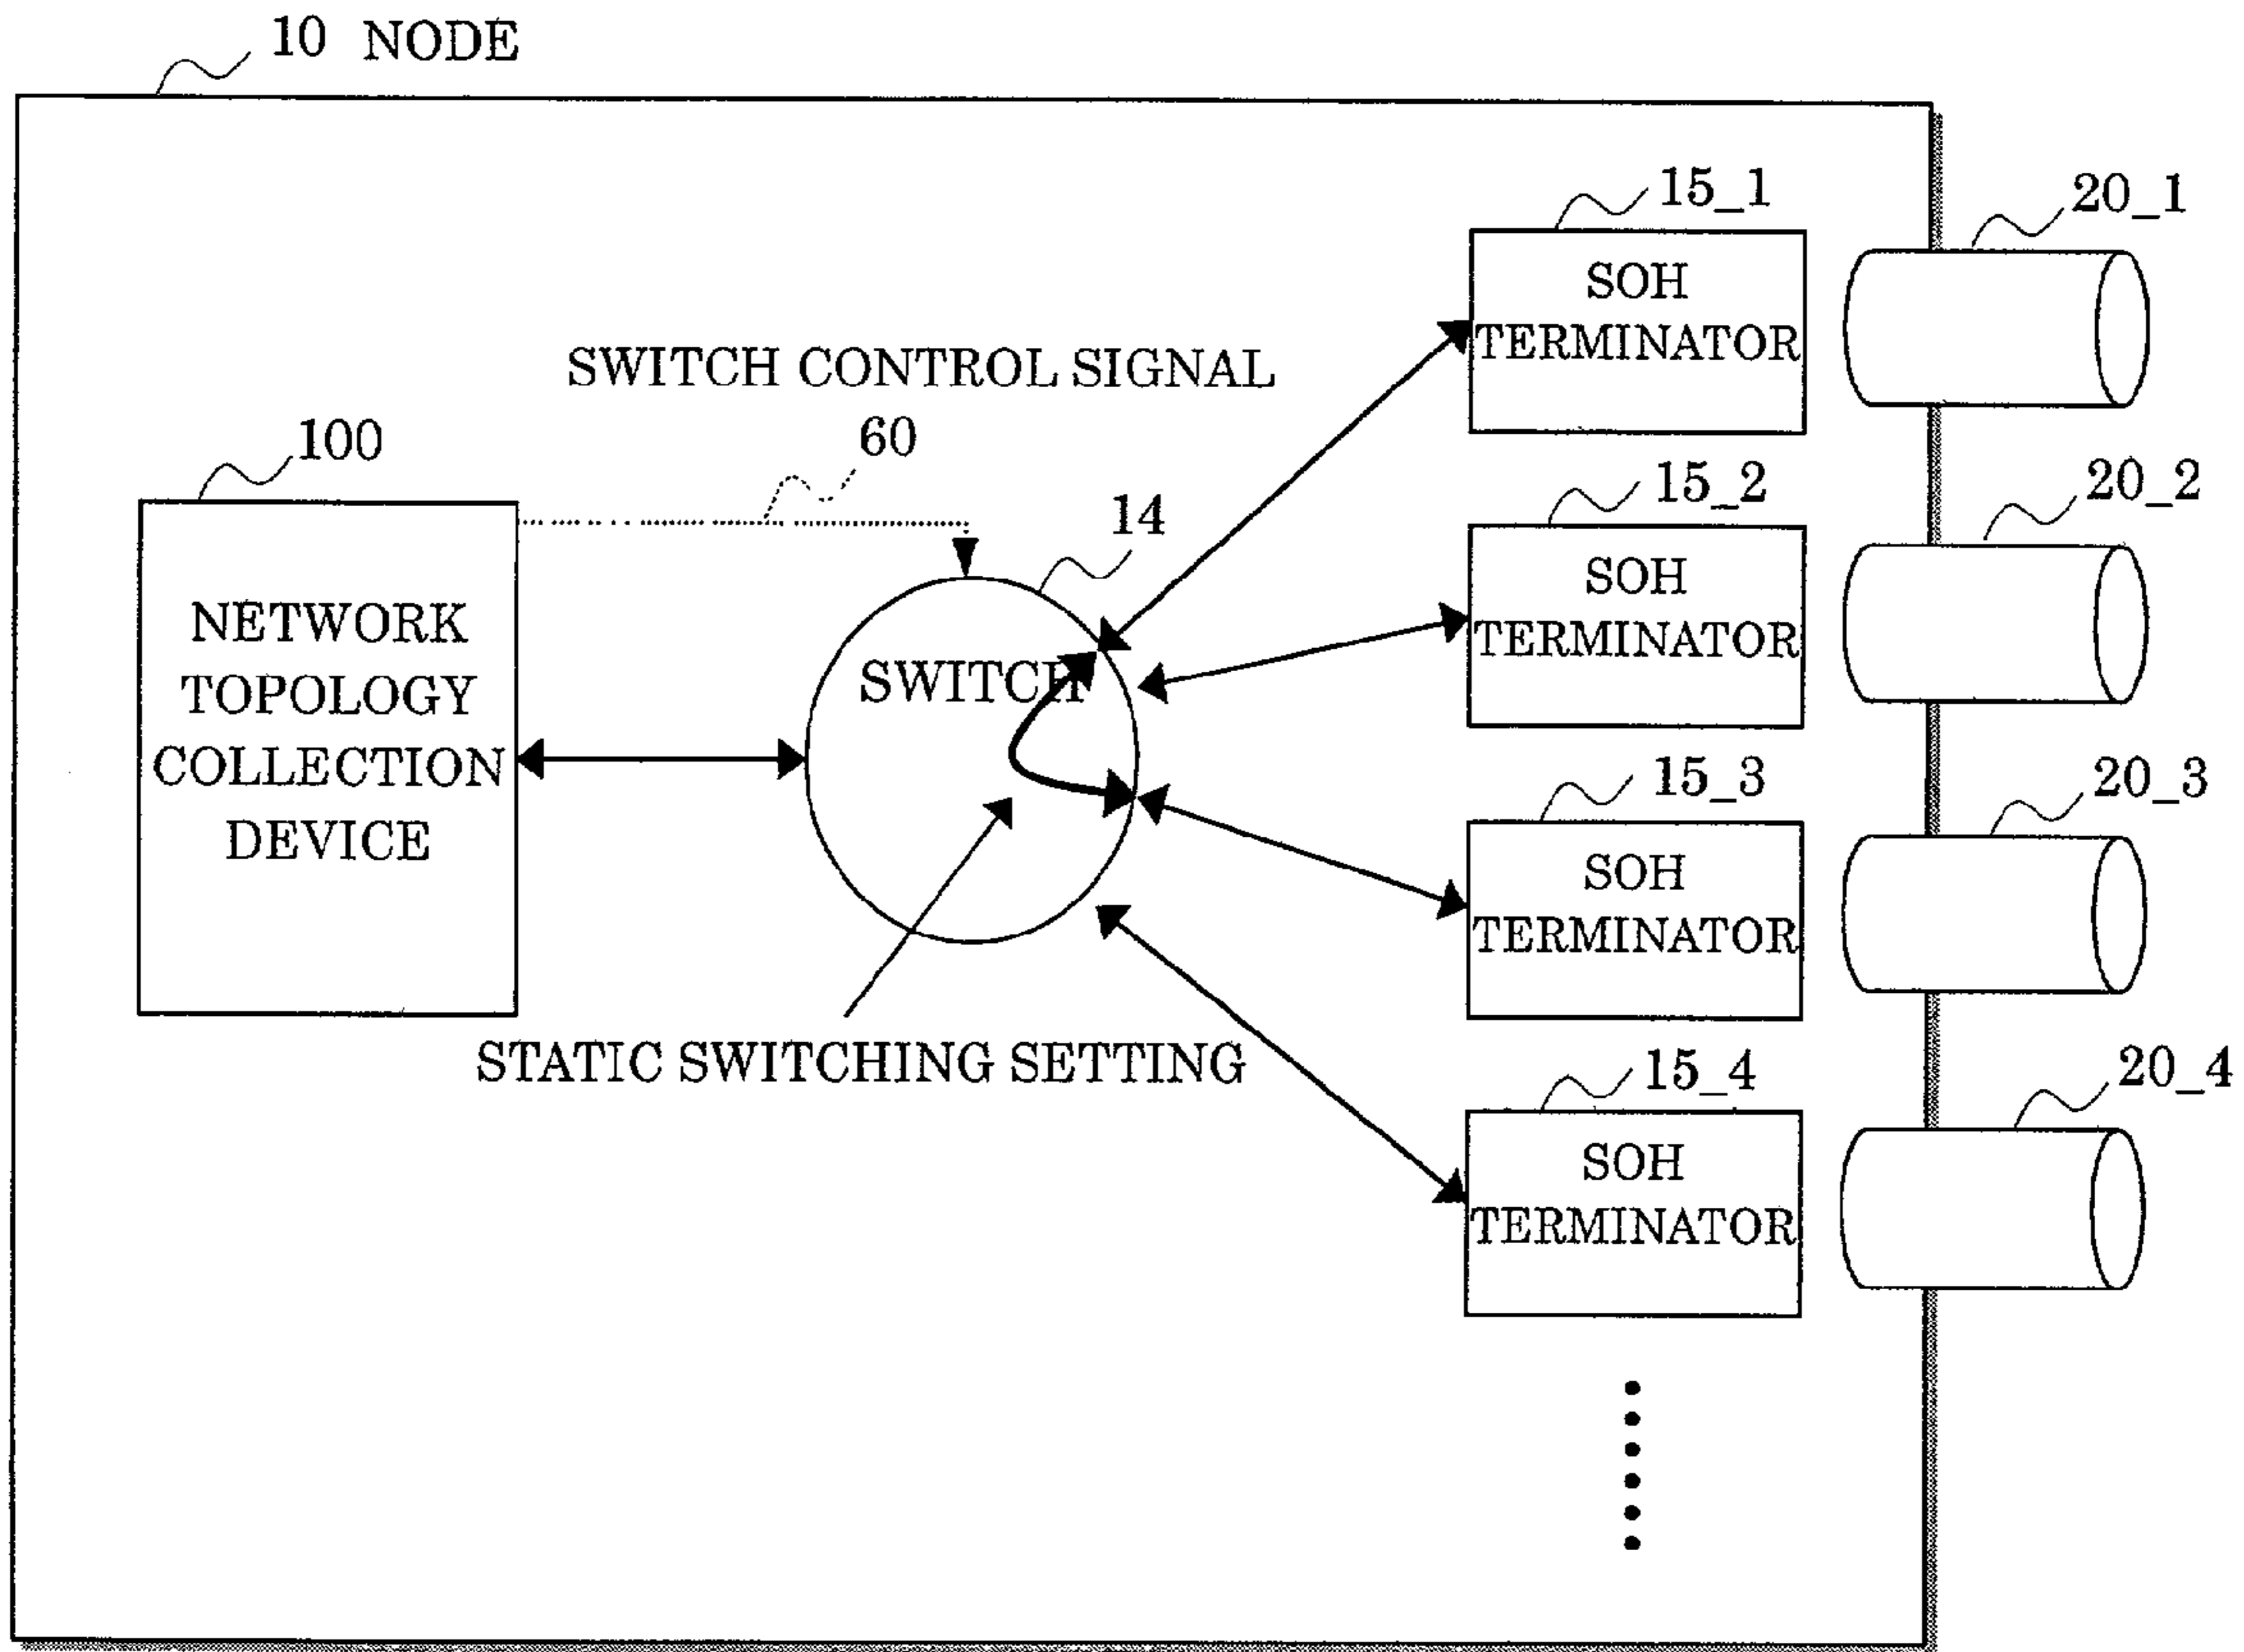 10 NODE
15_1
20_1
SOH
TERMINATOR
SWITCH CONTROL SIGNAL
60
100
15_2
20_2
14
SOH
TERMINATOR
NETWORK
TOPOLOGY
COLLECTION
DEVICE
SWITCH
15_3
20_3
SOH
TERMINATOR
STATIC SWITCHING SETTING
15_4
20_4
SOH
TERMINATOR